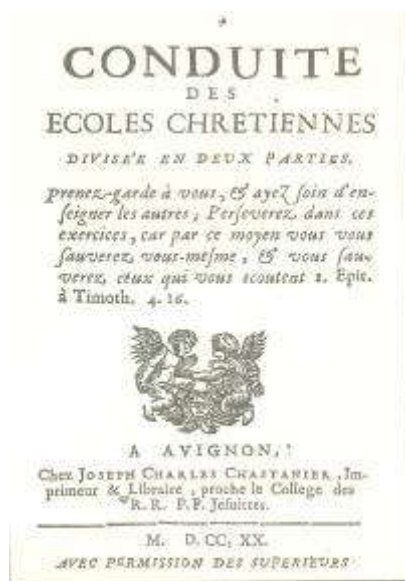 CONDUITE
DES
ECOLES CHRETIENNES
DIVISE'E EN DEUX PARTIES.
prenez-garde à vous, & ayez soin d'en-
seigner les autres, Perseverez dans ces
exercices, car par ce moyen vous vous
sauverez vous-mesme, & vous sau-
verez ceux qui vous écoutent 1. Epit.
à Timoth. 4. 16.
A AVIGNON,
Chez JOSEPH CHARLES CHASTANIER, Im-
primeur & Libraire, proche le College des
R. R. P. P. Jesuittes.
M. D. CC, XX.
AVEC PERMISSION DES SUPERIEURS